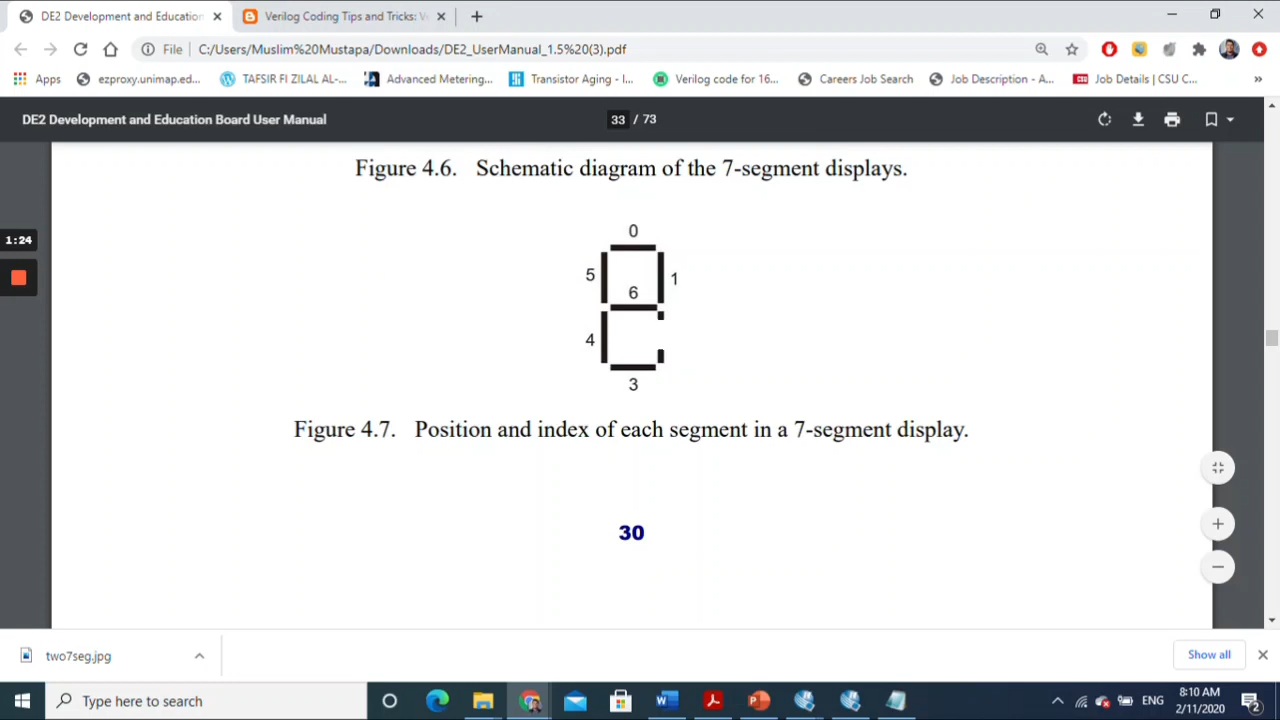 DE2 Development and Education
Verilog Coding Tips and Tricks: Ve
File
C:/Users/Muslim%20Mustapa/Downloads/DE2_UserManual_1.5%20(3).pdf
Apps
ezproxy.unimap.ed...
TAFSIR FI ZILAL AL-...
Advanced Metering...
Transistor Aging - I...
Verilog code for 16...
Careers Job Search
Job Description - A...
Job Details | CSU C...
DE2 Development and Education Board User Manual
33 / 73
Figure 4.6. Schematic diagram of the 7-segment displays.
1:24
0
5
1
6
4
3
Figure 4.7. Position and index of each segment in a 7-segment display.
30
two7seg.jpg
Show all
Type here to search
ENG
8:10 AM
2/11/2020
2